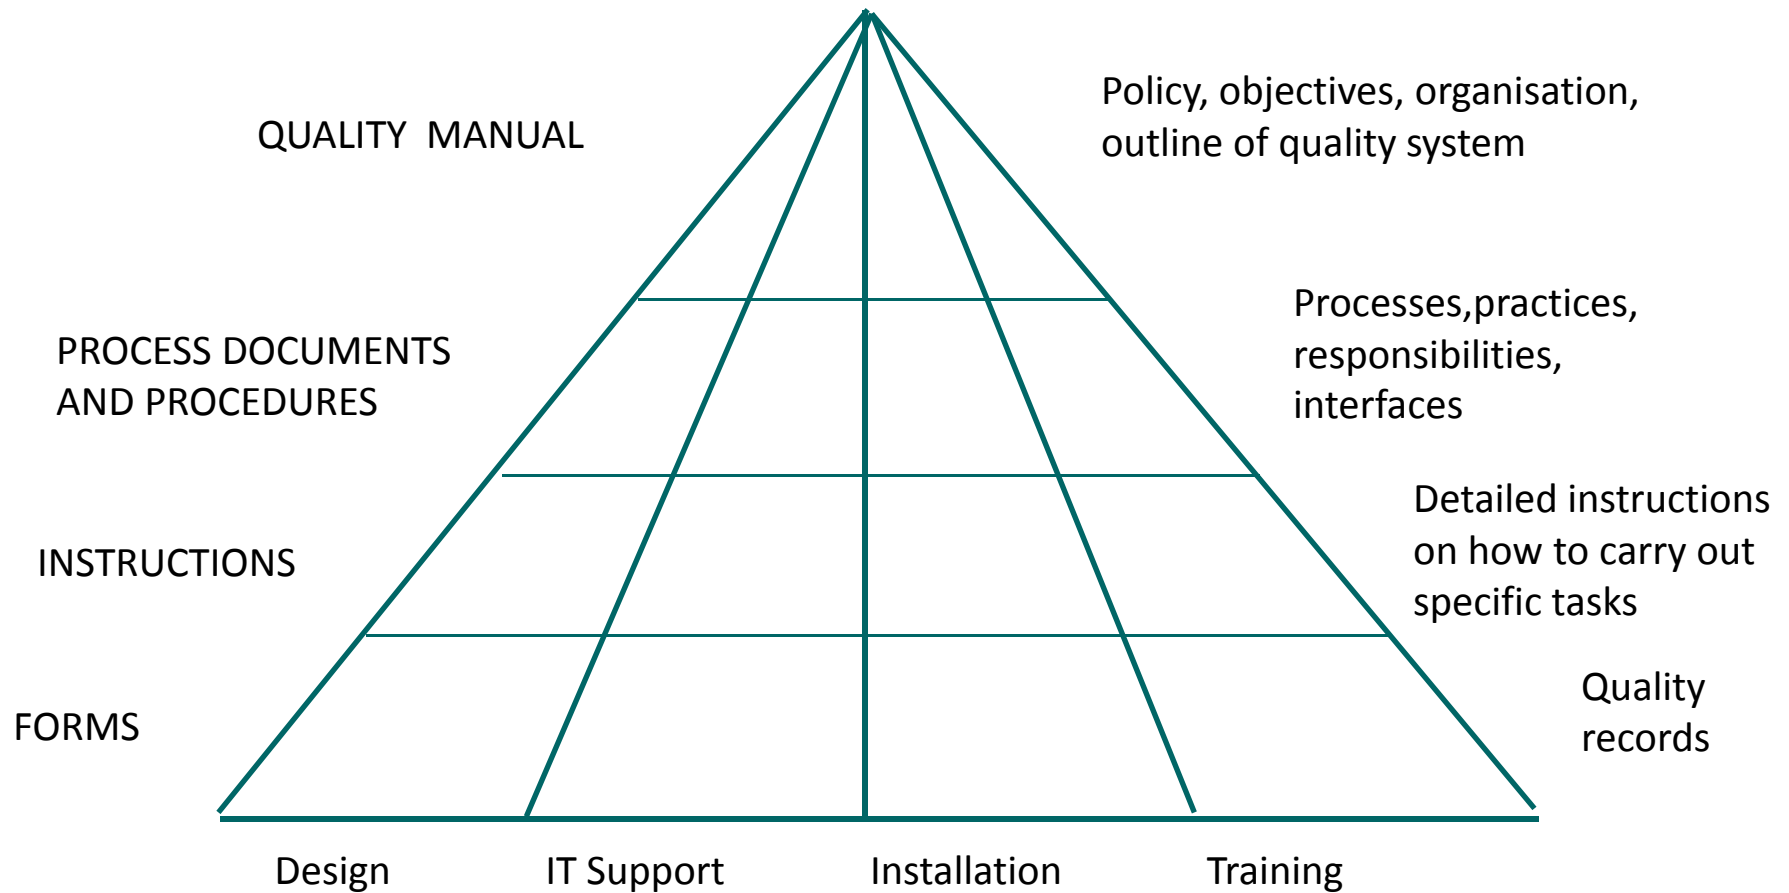 QUALITY  MANUAL
Policy, objectives, organisation,
outline of quality system
PROCESS DOCUMENTS
AND PROCEDURES
Processes,practices,
responsibilities,
interfaces
INSTRUCTIONS
Detailed instructions
on how to carry out
specific tasks
FORMS
Quality
records
Design
IT Support
Installation
Training